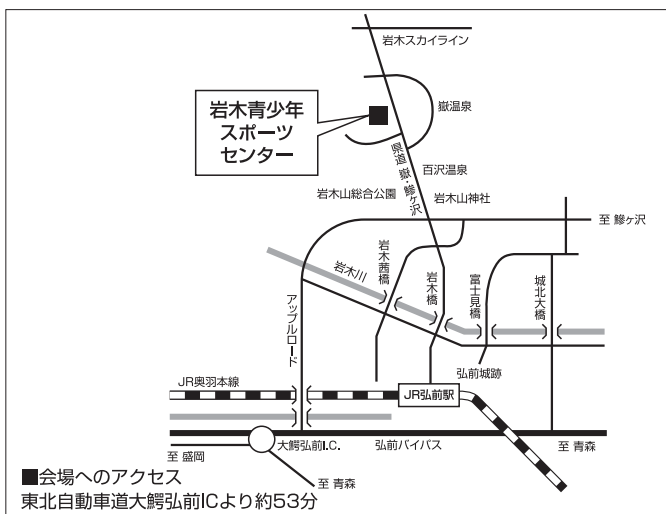 岩木スカイライン
岩木青少年
スポーツ
センター
嶽温泉
県道 嶽・鰺ヶ沢
百沢温泉
岩木山総合公園
岩木山神社
至 鰺ヶ沢
岩木川
岩木茜橋
岩木橋
富士見橋
城北大橋
アップルロード
弘前城跡
JR奥羽本線
JR弘前駅
至 盛岡
大鰐弘前I.C.
弘前バイパス
至 青森
至 青森
■会場へのアクセス
東北自動車道大鰐弘前ICより約53分